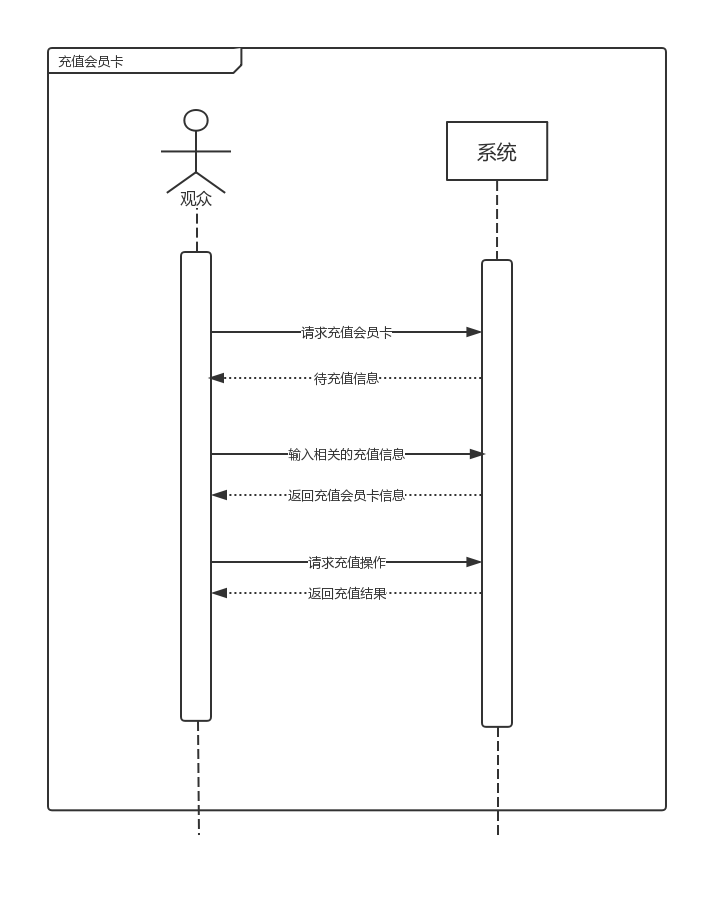 充值会员卡
系统
观众
请求充值会员卡
待充值信息
输入相关的充值信息
返回充值会员卡信息
请求充值操作
返回充值结果